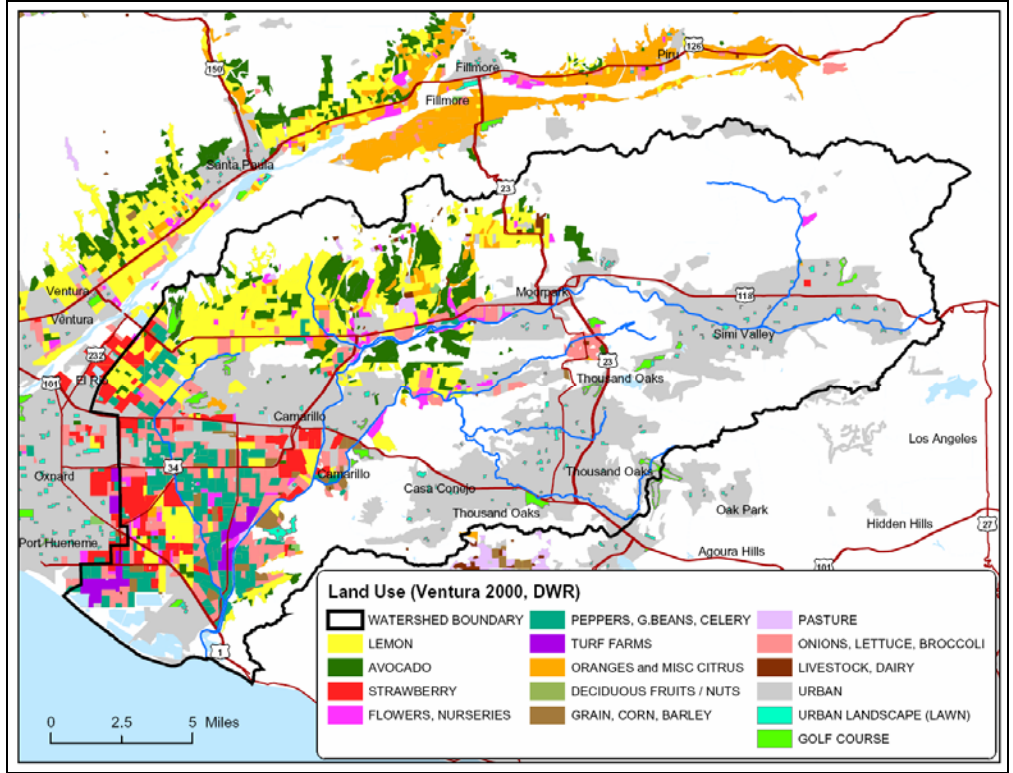 150
Piru
126
Fillmore
Fillmore
Santa Paula
23
Ventura
Ventura
Moorpark
118
Simi Valley
232
23
101
El Rio
Thousand Oaks
Camarillo
Los Angeles
34
Oxnard
Camarillo
Thousand Oaks
Casa Conejo
Thousand Oaks
Oak Park
Hidden Hills
27
Port Hueneme
Agoura Hills
101
1
Land Use (Ventura 2000, DWR)
WATERSHED BOUNDARY
LEMON
AVOCADO
STRAWBERRY
FLOWERS, NURSERIES
PEPPERS, G.BEANS, CELERY
TURF FARMS
ORANGES and MISC CITRUS
DECIDUOUS FRUITS / NUTS
GRAIN, CORN, BARLEY
PASTURE
ONIONS, LETTUCE, BROCCOLI
LIVESTOCK, DAIRY
URBAN
URBAN LANDSCAPE (LAWN)
GOLF COURSE
0 2.5 5 Miles